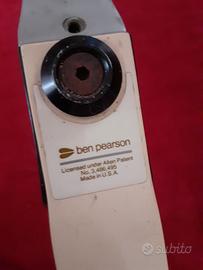 ben pearson
Licensed under Allen Patent
No. 3,486,495
Made in U.S.A.
subito